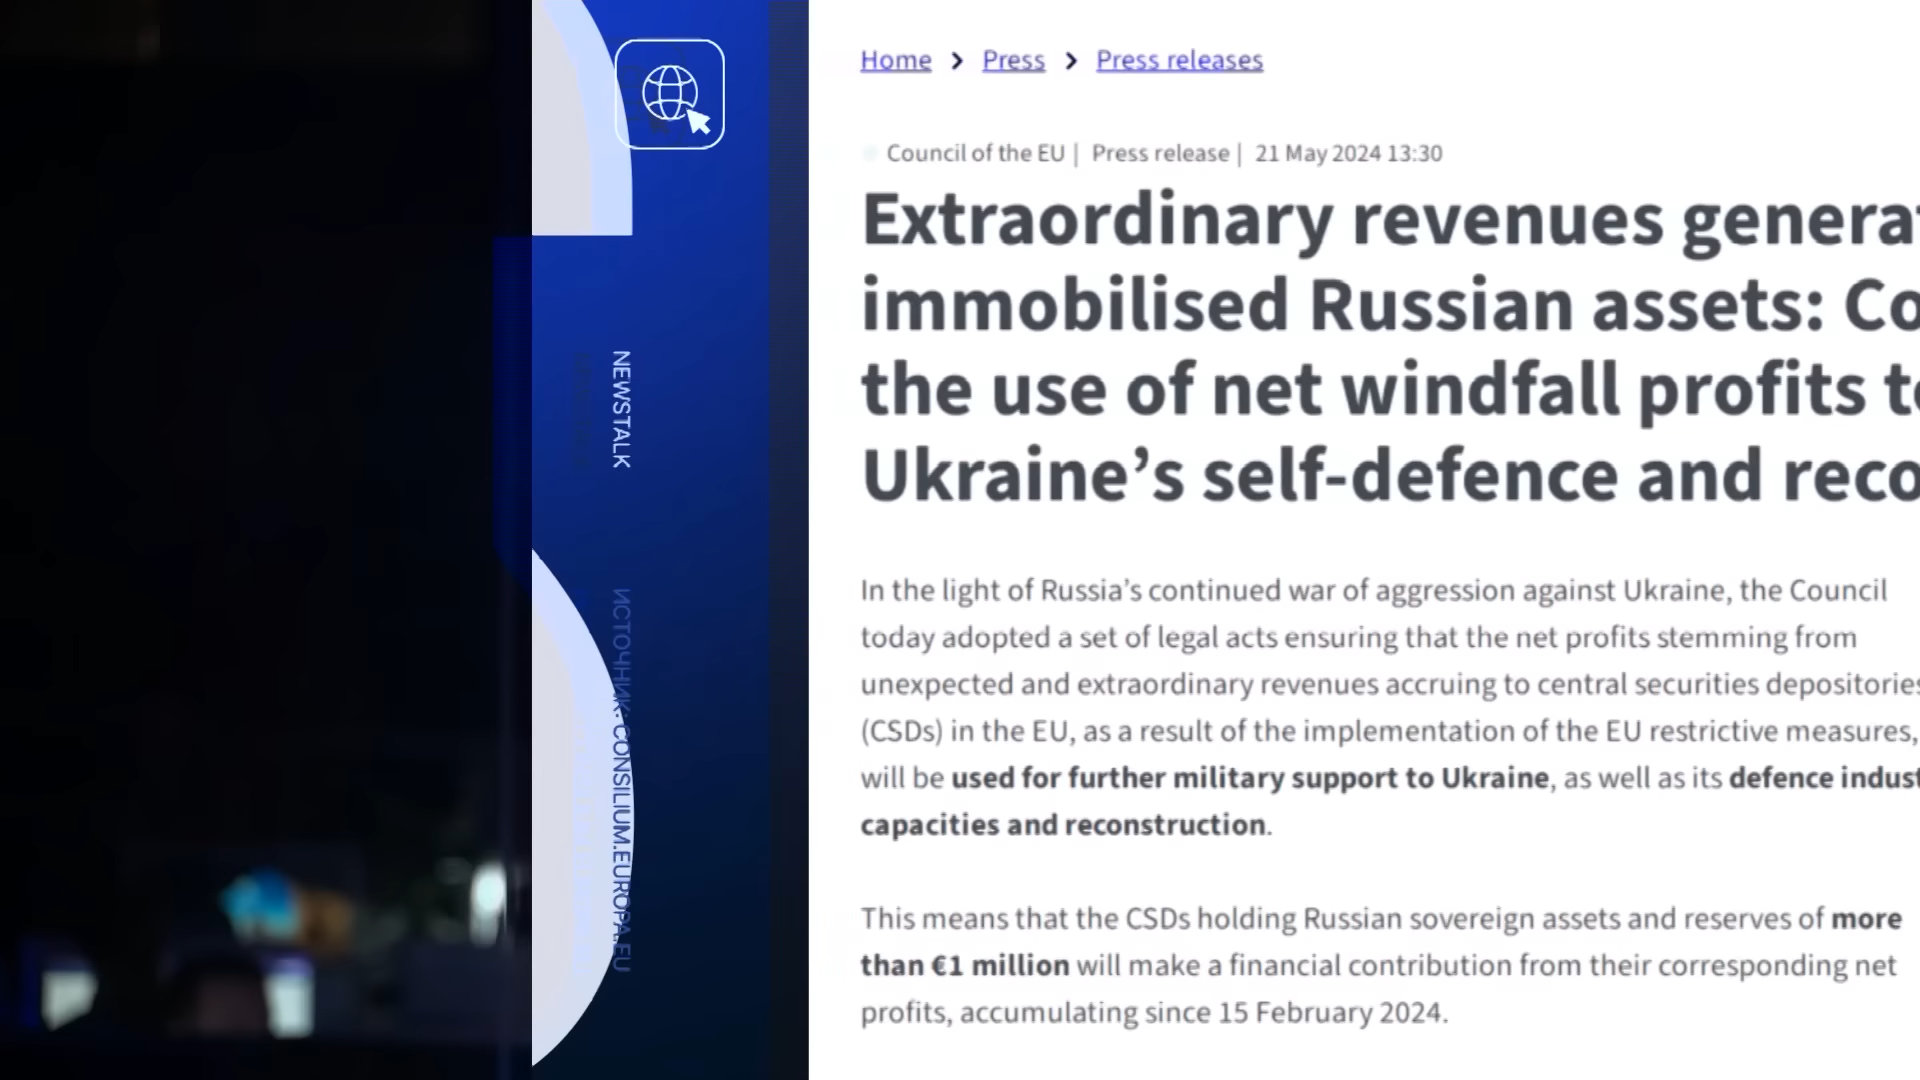 NEWSTALK
ИСТОЧНИК: CONSILIUM.EUROPA.EU
Home > Press > Press releases
Council of the EU | Press release | 21 May 2024 13:30
Extraordinary revenues
immobilised Russian assets:
the use of net windfall profits
Ukraine’s self-defence and
In the light of Russia’s continued war of aggression against Ukraine, the Council
today adopted a set of legal acts ensuring that the net profits stemming from
unexpected and extraordinary revenues accruing to central securities depositories
(CSDs) in the EU, as a result of the implementation of the EU restrictive measures,
will be used for further military support to Ukraine, as well as its defence
capacities and reconstruction.
This means that the CSDs holding Russian sovereign assets and reserves of more
than €1 million will make a financial contribution from their corresponding net
profits, accumulating since 15 February 2024.